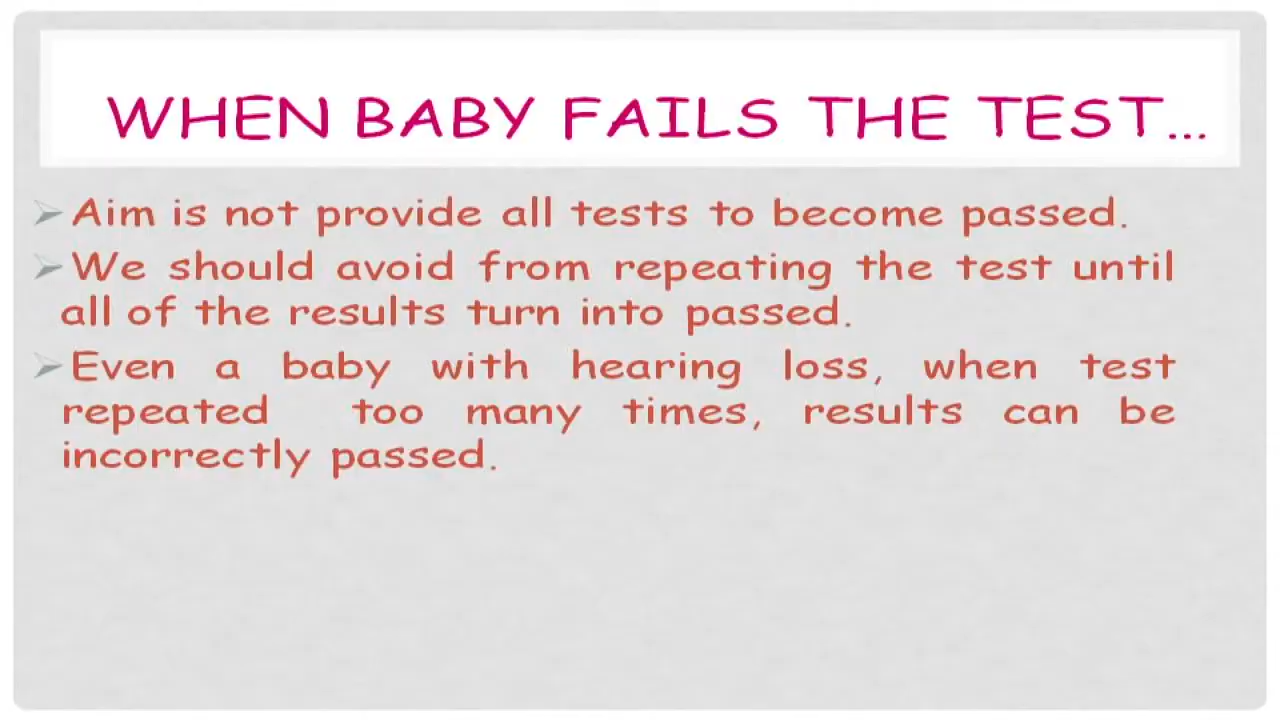 WHEN BABY FAILS THE TEST...
Aim is not provide all tests to become passed.
We should avoid from repeating the test until
all of the results turn into passed.
Even a baby with hearing loss, when test
repeated too many times, results can be
incorrectly passed.